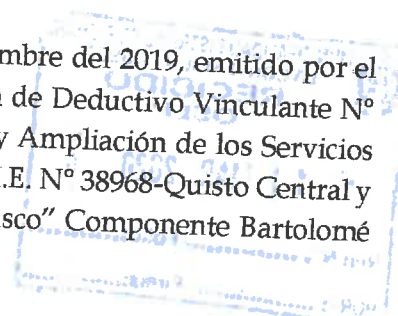 mbre del 2019, emitido por el
de Deductivo Vinculante N°
y Ampliación de los Servicios
I.E. N° 38968-Quisto Central y
sco" Componente Bartolomé